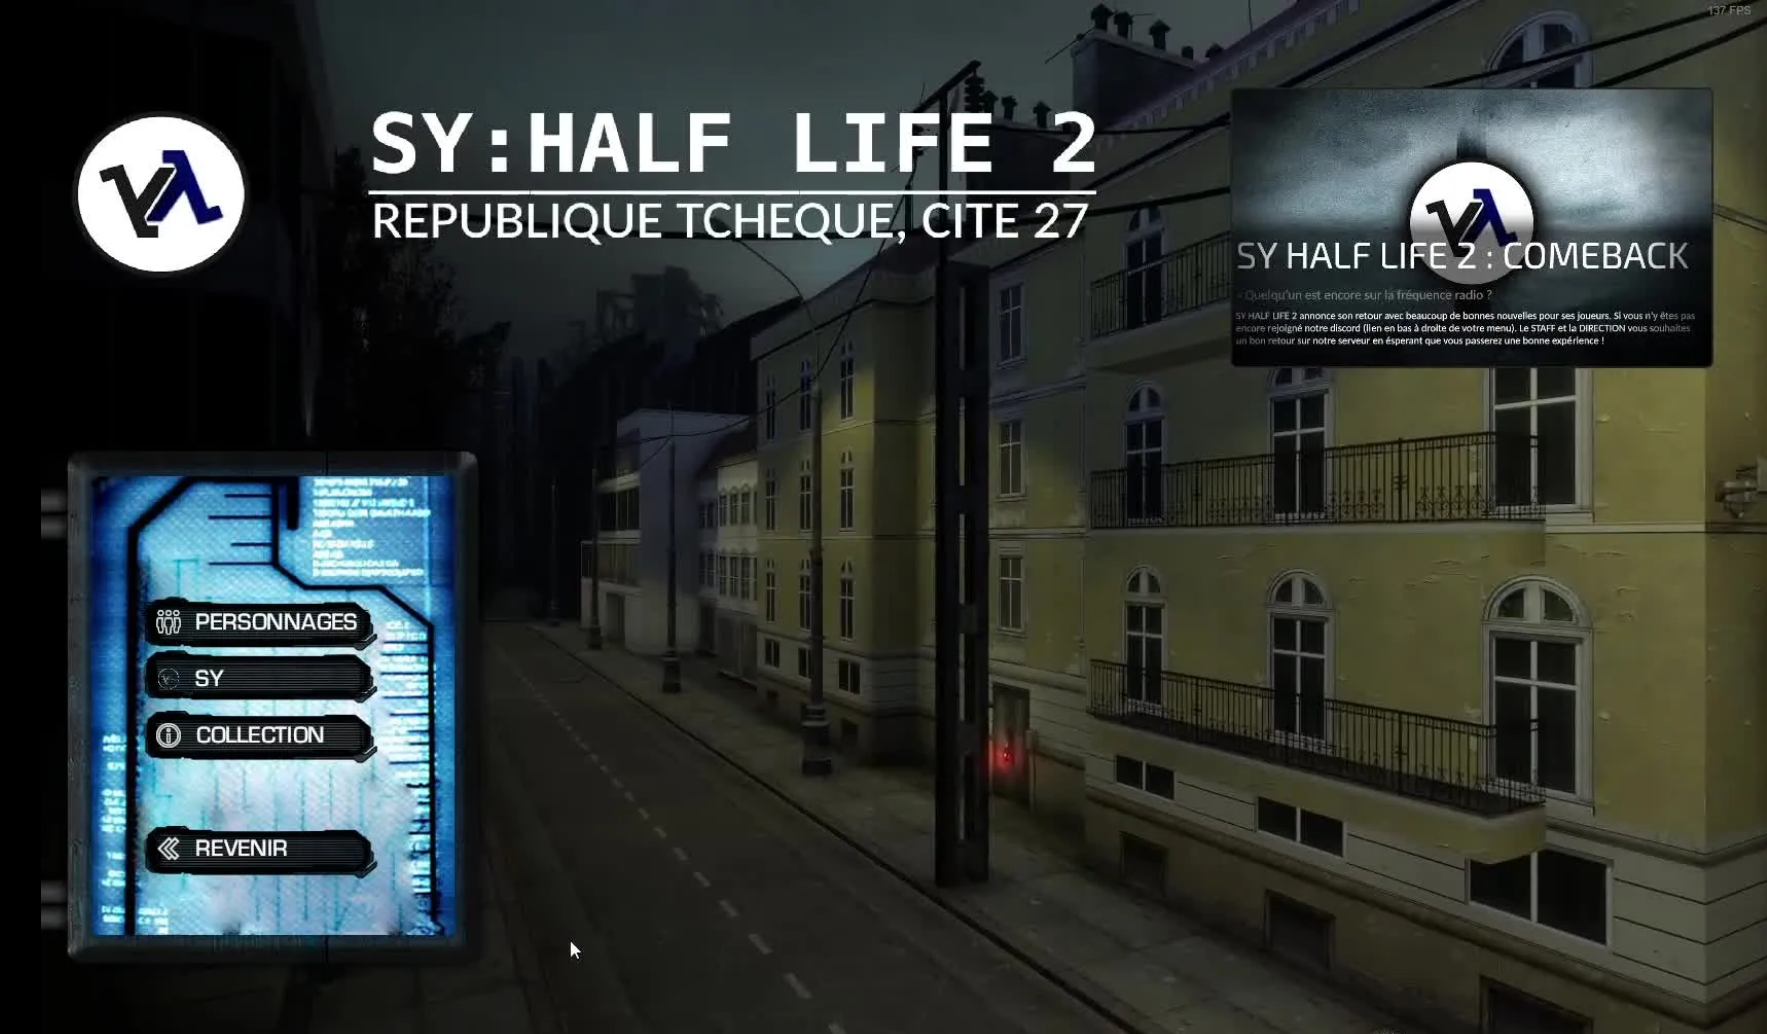 137 FPS
SY:HALF LIFE 2
REPUBLIQUE TCHEQUE, CITE 27
SY HALF LIFE 2 : COMEBACK
- Quelqu'un est encore sur la fréquence radio ?
SY HALF LIFE 2 annonce son retour avec beaucoup de bonnes nouvelles pour ses joueurs. Si vous n'y êtes pas
encore rejoigné notre discord (lien en bas à droite de votre menu). Le STAFF et la DIRECTION vous souhaites
un bon retour sur notre serveur en ésperant que vous passerez une bonne expérience !
PERSONNAGES
SY
COLLECTION
REVENIR